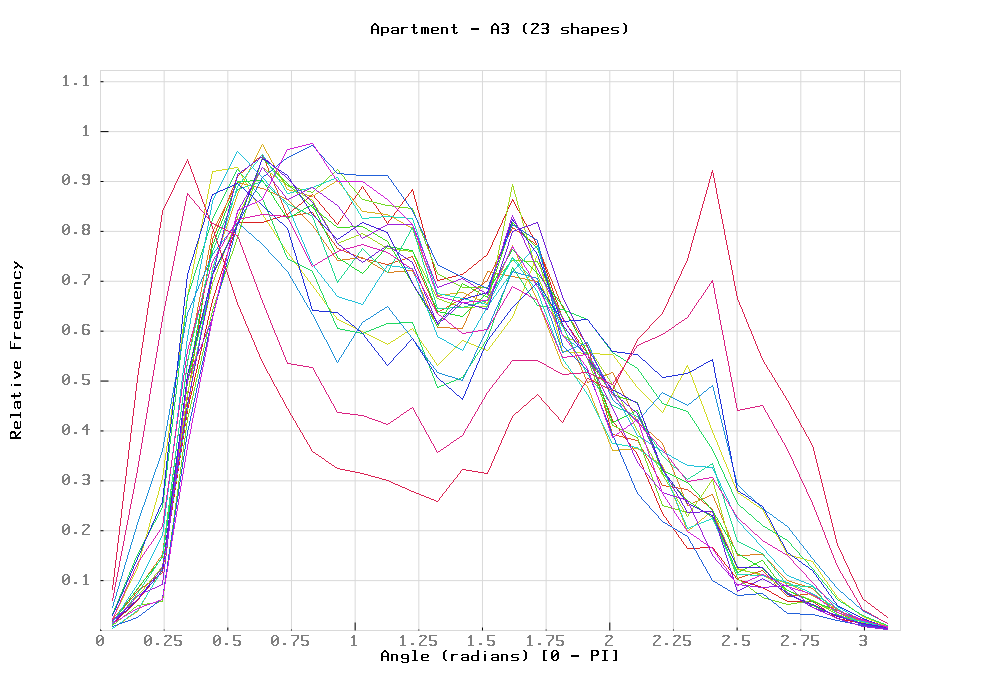 Apartment - A3 (23 shapes)
1.1
1
0.9
0.8
0.7
0.6
0.5
0.4
0.3
0.2
0.1
Relative Frequency
0 0.25 0.5 0.75 1 1.25 1.5 1.75 2 2.25 2.5 2.75 3
Angle (radians) [0 - PI]